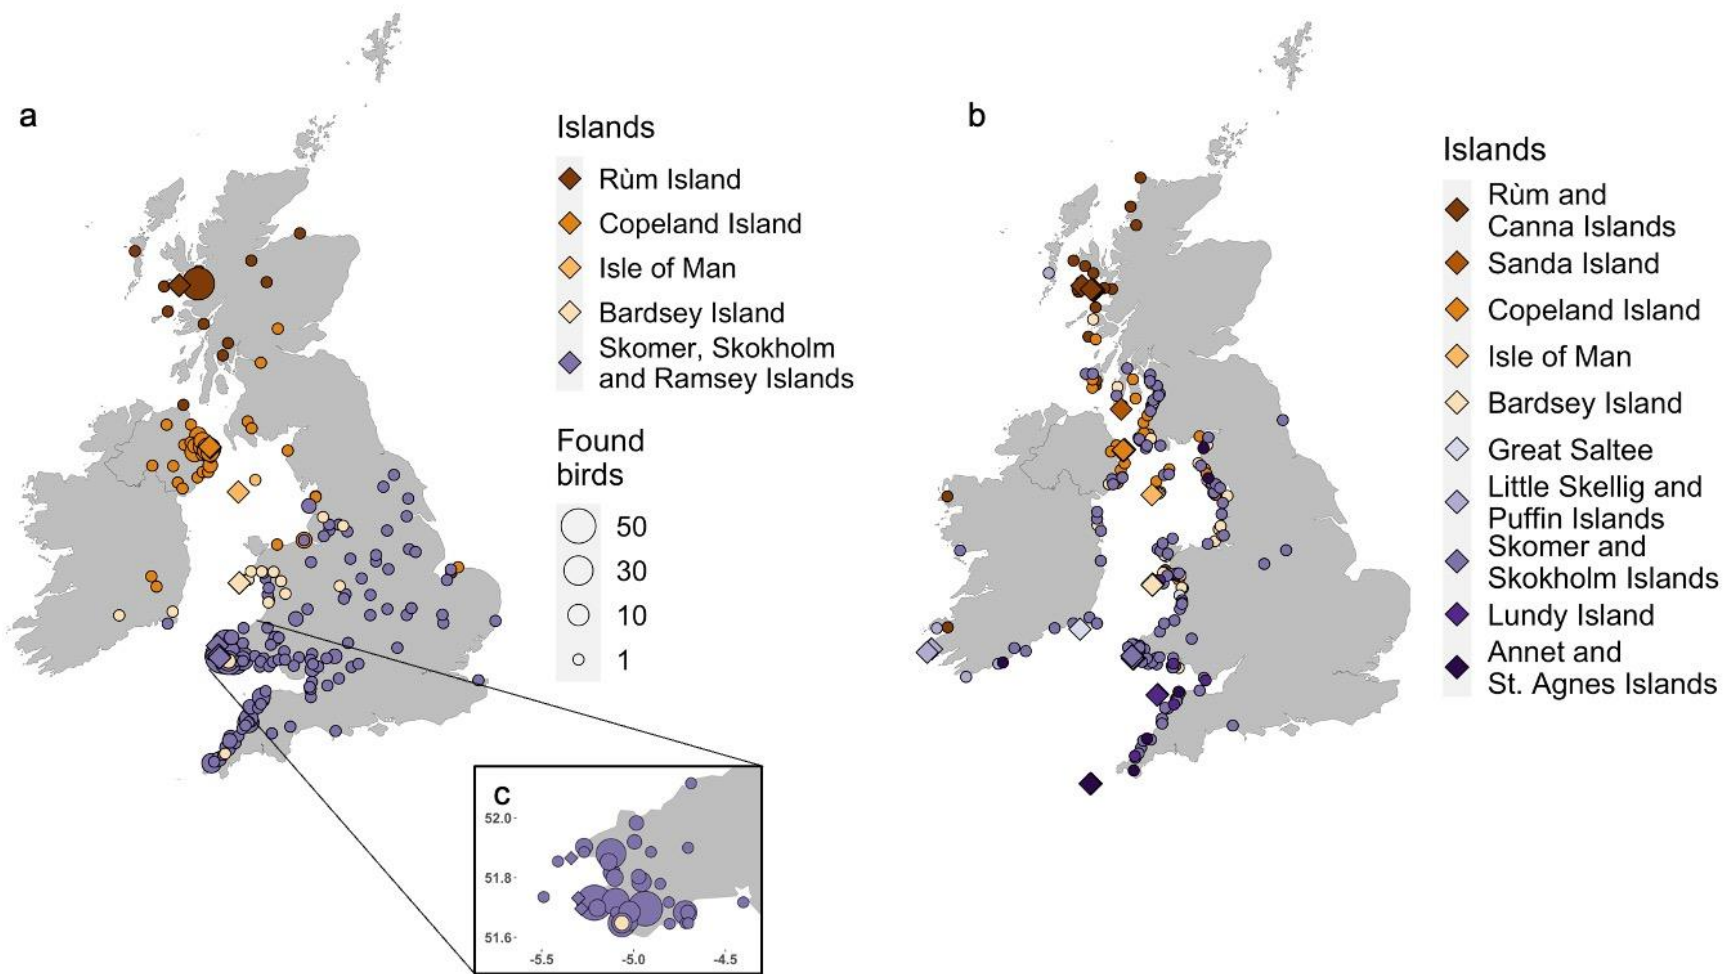 a
Islands
Rùm Island
Copeland Island
Isle of Man
Bardsey Island
Skomer, Skokholm
and Ramsey Islands
Found
birds
50
30
10
1
c
52.0
51.8
51.6
-5.5
-5.0
-4.5
b
Islands
Rùm and
Canna Islands
Sanda Island
Copeland Island
Isle of Man
Bardsey Island
Great Saltee
Little Skellig and
Puffin Islands
Skomer and
Skokholm Islands
Lundy Island
Annet and
St. Agnes Islands